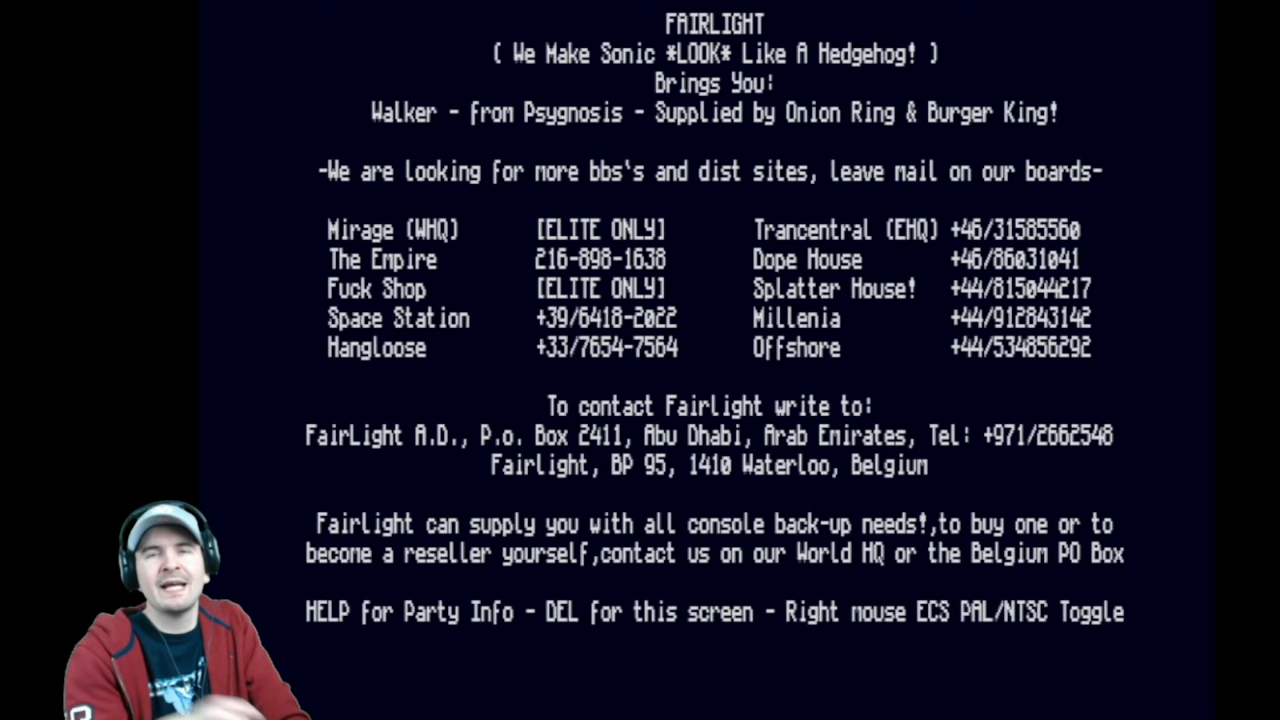 FAIRLIGHT
( We Make Sonic *LOOK* Like A Hedgehog! )
Brings You:
Walker - from Psygnosis - Supplied by Onion Ring & Burger King!
-We are looking for more bbs's and dist sites, leave mail on our boards-
Mirage (WHQ) [ELITE ONLY] Trancentral (EHQ) +46/31585560
The Empire 216-898-1638 Dope House +46/86031041
Fuck Shop [ELITE ONLY] Splatter House! +44/815044217
Space Station +39/6418-2022 Millenia +44/912843142
Hangloose +33/7654-7564 Offshore +44/534856292
To contact Fairlight write to:
FairLight A.D., P.o. Box 2411, Abu Dhabi, Arab Emirates, Tel: +971/2662548
Fairlight, BP 95, 1410 Waterloo, Belgium
Fairlight can supply you with all console back-up needs!,to buy one or to
become a reseller yourself,contact us on our World HQ or the Belgium PO Box
HELP for Party Info - DEL for this screen - Right mouse ECS PAL/NTSC Toggle